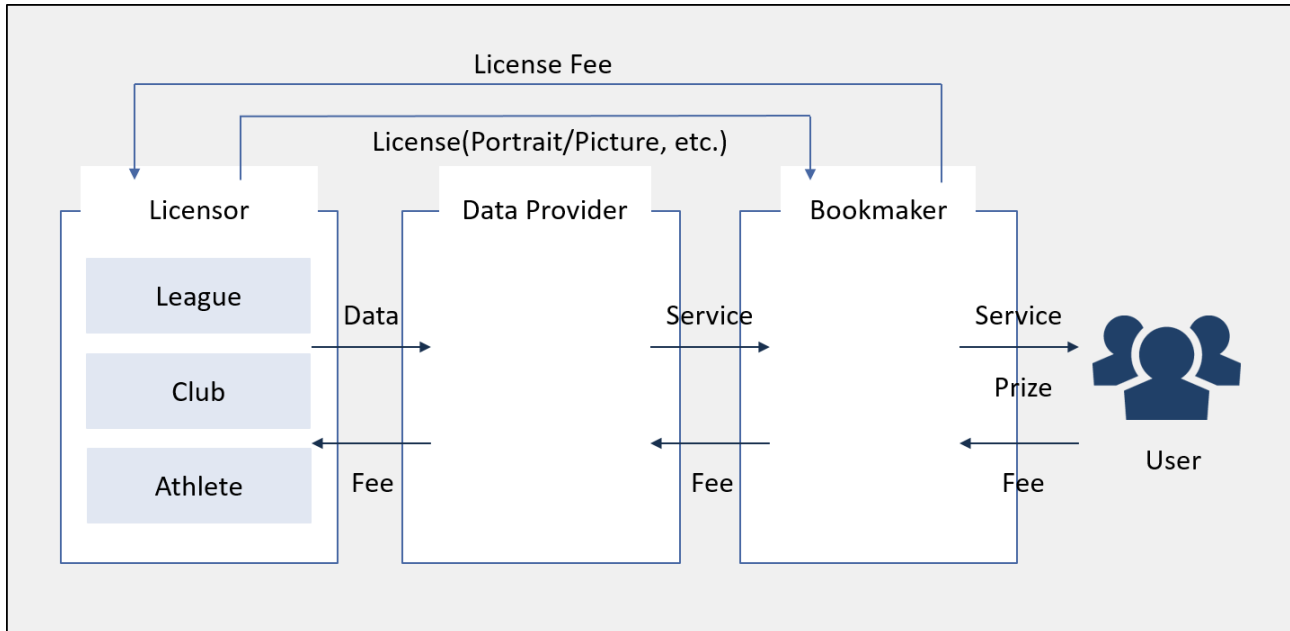 License Fee
License(Portrait/Picture, etc.)
Licensor
Data Provider
Bookmaker
League
Club
Athlete
Data
Service
Service
Prize
Fee
Fee
Fee
User